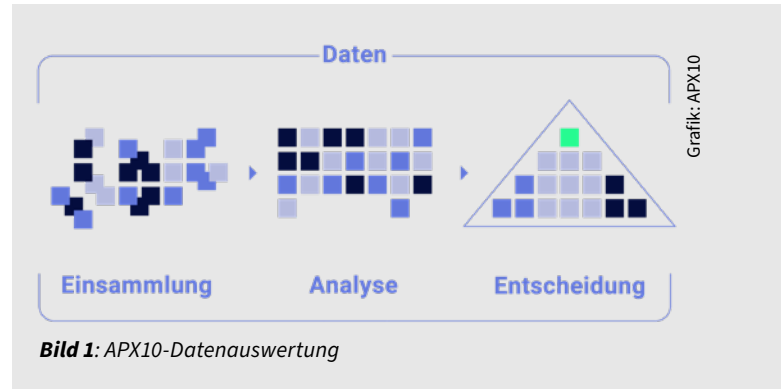 Daten
Grafik: APX10
Einsammlung
Analyse
Entscheidung
Bild 1: APX10-Datenauswertung